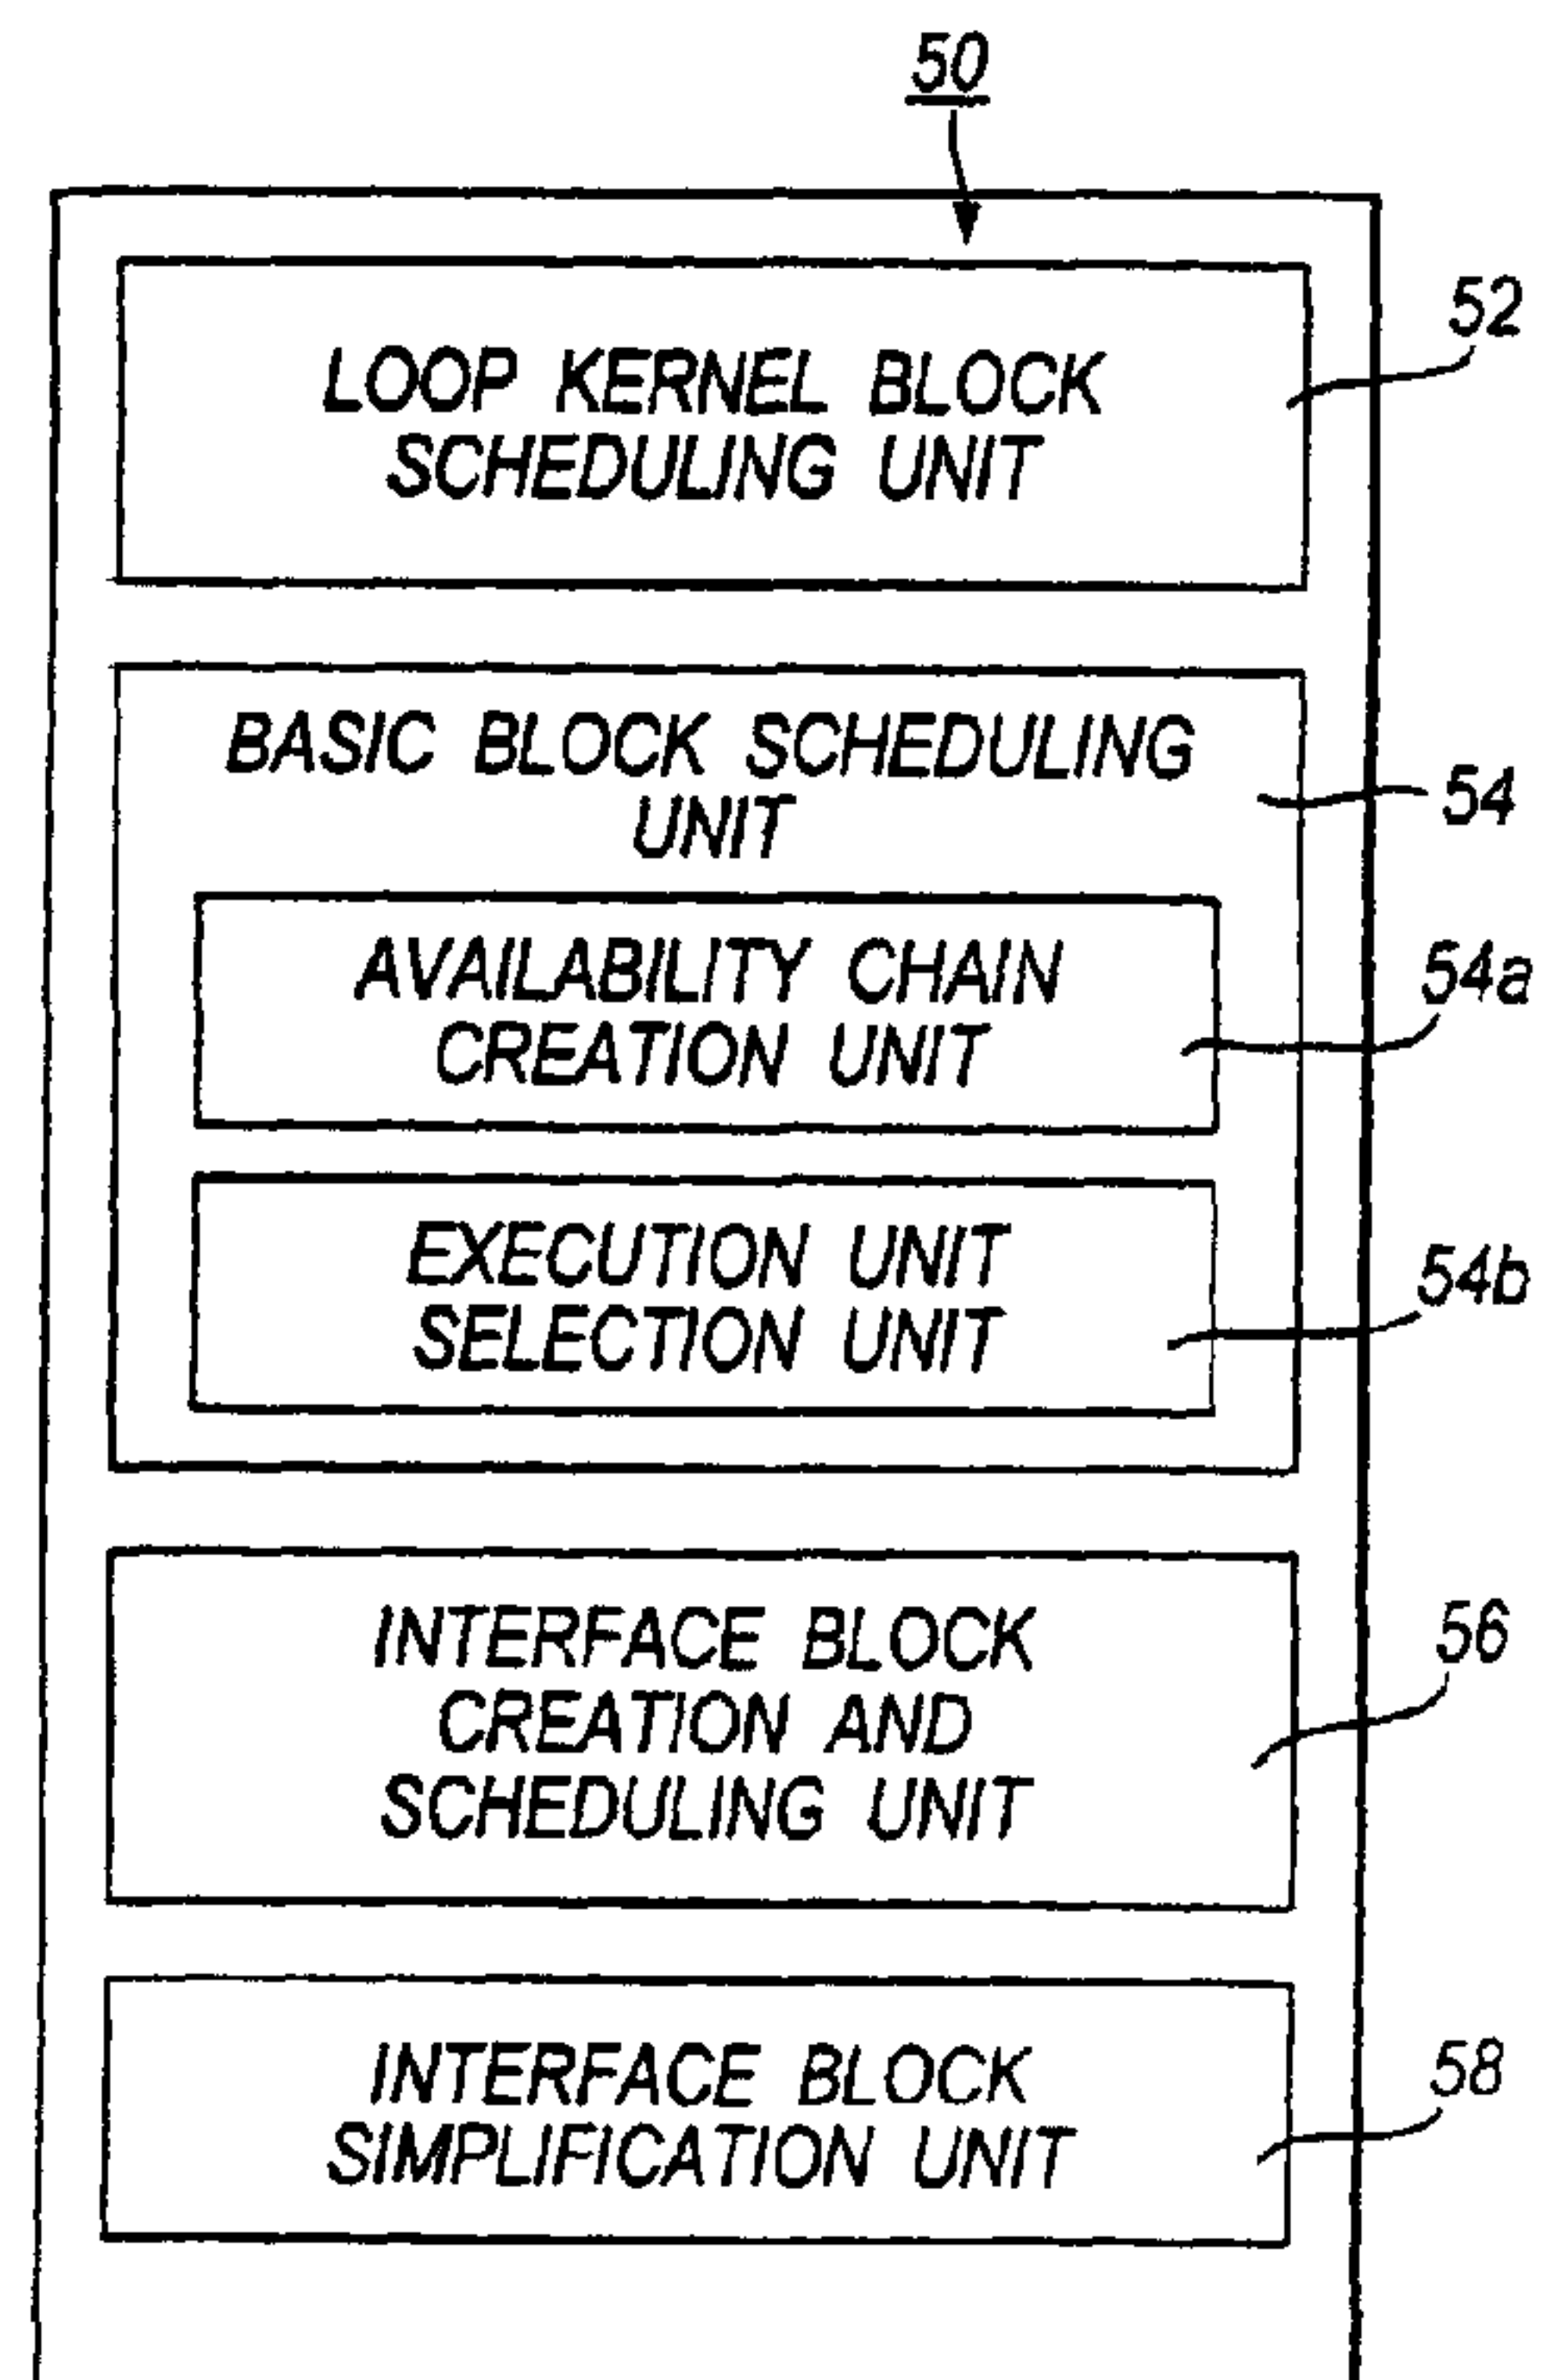 50
LOOP KERNEL BLOCK
SCHEDULING UNIT
52
BASIC BLOCK SCHEDULING
UNIT
54
AVAILABILITY CHAIN
CREATION UNIT
54a
EXECUTION UNIT
SELECTION UNIT
54b
INTERFACE BLOCK
CREATION AND
SCHEDULING UNIT
56
INTERFACE BLOCK
SIMPLIFICATION UNIT
58